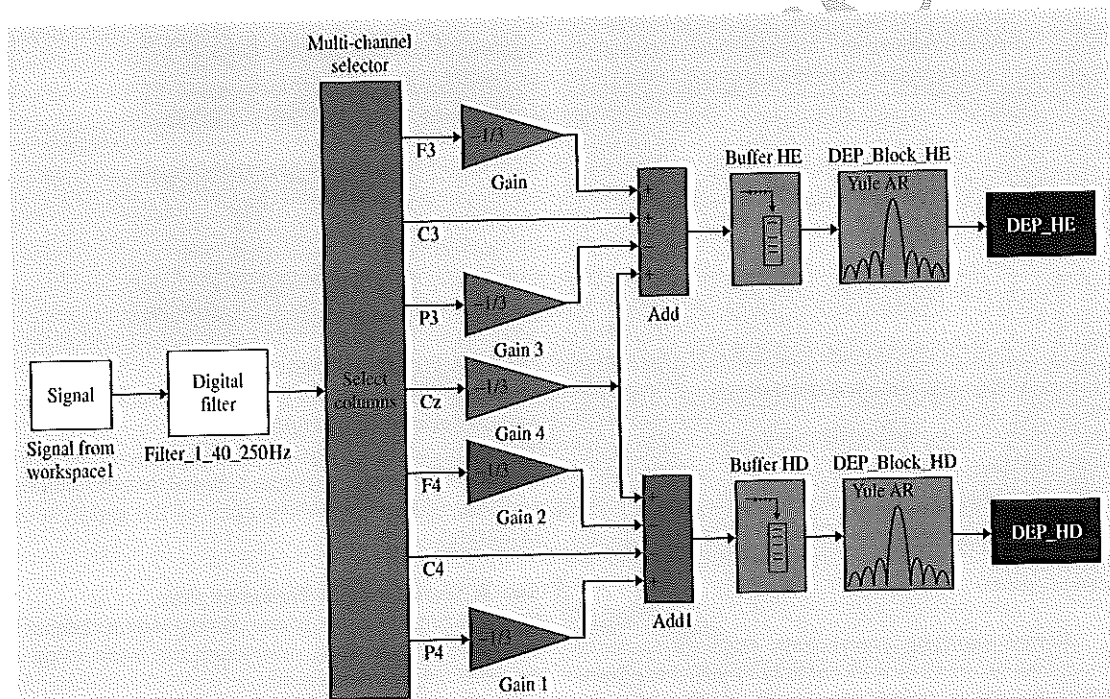 Multi-channel
selector
F3
-1/3
Gain
C3
P3
-1/3
Gain 3
Select
columns
Cz
-1/3
Gain 4
F4
-1/3
Gain 2
C4
P4
-1/3
Gain 1
Signal
Signal from
workspace1
Digital
filter
Filter_1_40_250Hz
+
+
+
+
Add
+
+
+
+
Add1
Buffer HE
DEP_Block_HE
Yule AR
DEP_HE
Buffer HD
DEP_Block_HD
Yule AR
DEP_HD